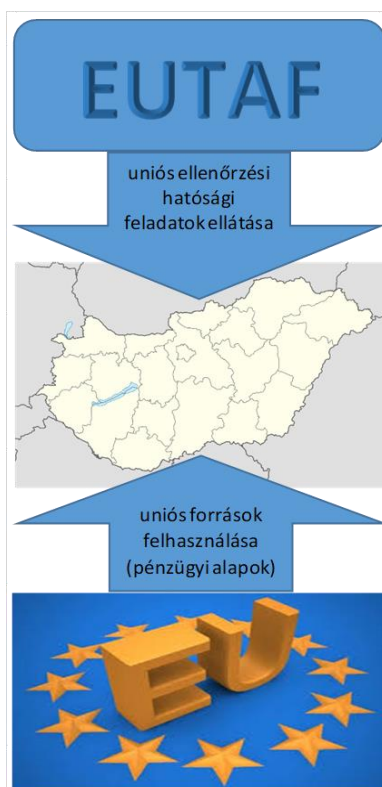 EUTAF
uniós ellenőrzési
hatósági
feladatok ellátása
uniós források
felhasználása
(pénzügyi alapok)
EU